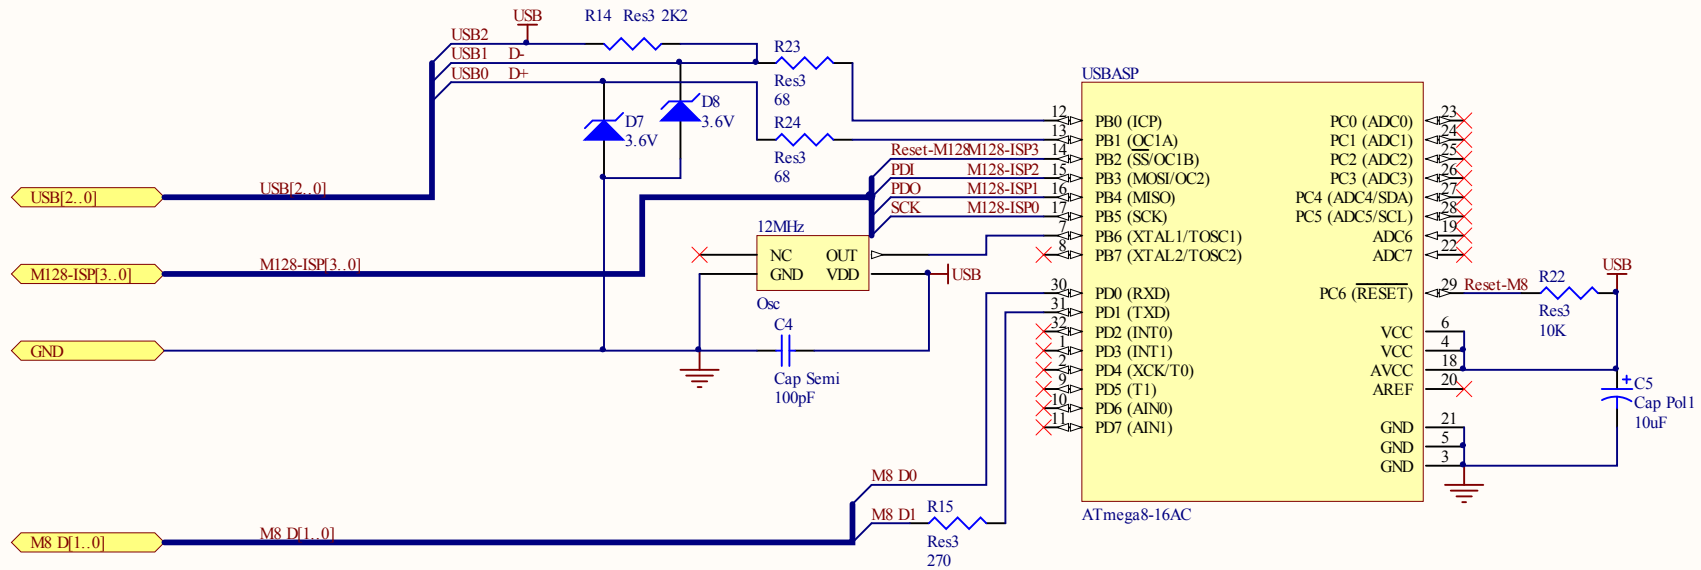 USB
R14 Res3 2K2
USB2
USB1 D-
USB0 D+
R23
Res3
68
D8
3.6V
D7
3.6V
R24
Res3
68
USB[2..0]
USB[2..0]
M128-ISP[3..0]
M128-ISP[3..0]
GND
M8 D[1..0]
M8 D[1..0]
Reset-M128 M128-ISP3
PDI M128-ISP2
PDO M128-ISP1
SCK M128-ISP0
12MHz
NC OUT
GND VDD
USB
Osc
C4
Cap Semi
100pF
M8 D0
M8 D1
R15
Res3
270
USBASP
12 PB0 (ICP) PC0 (ADC0) 23
13 PB1 (OC1A) PC1 (ADC1) 24
14 PB2 (SS/OC1B) PC2 (ADC2) 25
15 PB3 (MOSI/OC2) PC3 (ADC3) 26
16 PB4 (MISO) PC4 (ADC4/SDA) 27
17 PB5 (SCK) PC5 (ADC5/SCL) 28
7 PB6 (XTAL1/TOSC1) ADC6 19
8 PB7 (XTAL2/TOSC2) ADC7 22
30 PD0 (RXD) PC6 (RESET) 29
31 PD1 (TXD)
32 PD2 (INT0) VCC 6
1 PD3 (INT1) VCC 4
2 PD4 (XCK/T0) AVCC 18
9 PD5 (T1) AREF 20
10 PD6 (AIN0)
11 PD7 (AIN1) GND 21
GND 5
GND 3
ATmega8-16AC
Reset-M8
R22
Res3
10K
USB
C5
Cap Pol1
10uF